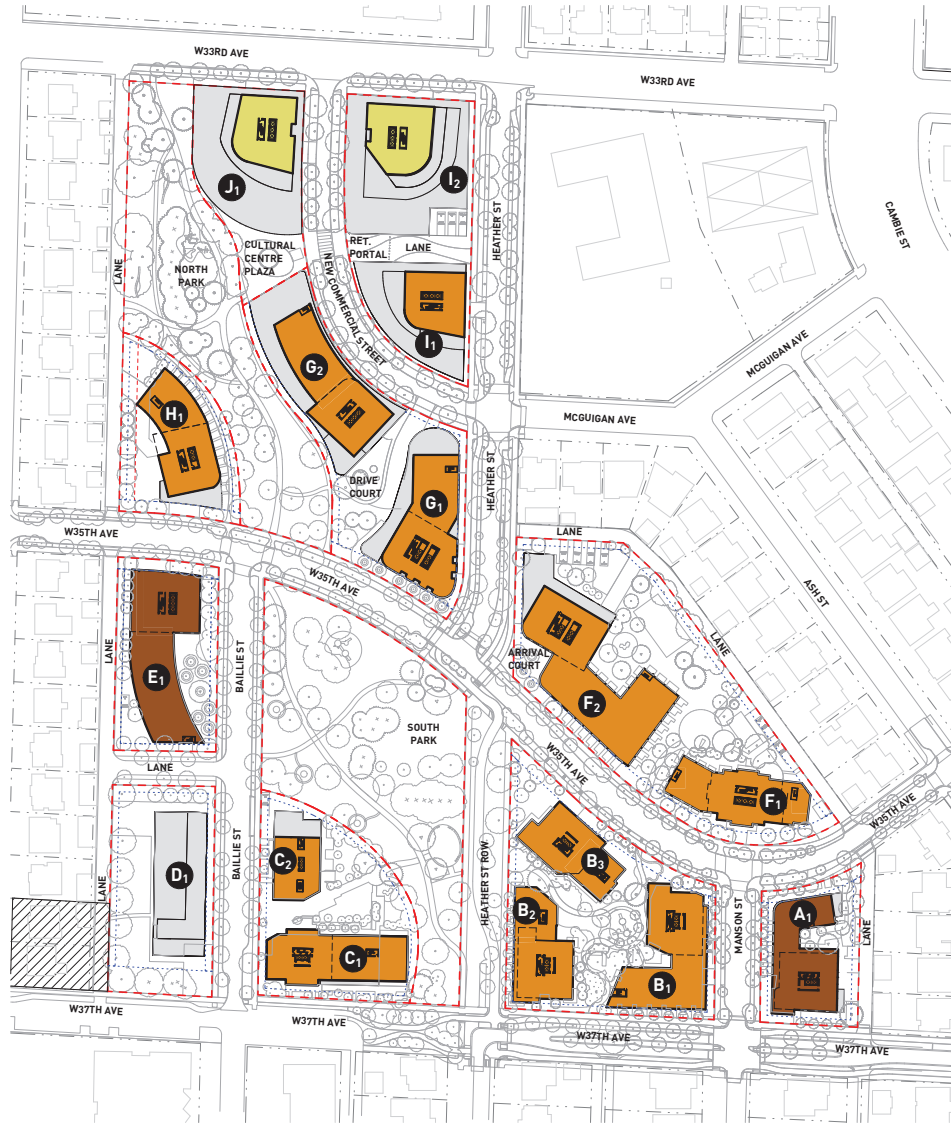 W33RD AVE
W33RD AVE
J1
I2
CAMBIE ST
HEATHER ST
CULTURAL
CENTRE
PLAZA
RET.
PORTAL
LANE
NORTH
PARK
LANE
NEW COMMERCIAL STREET
I1
G2
MCGUIGAN AVE
H1
MCGUIGAN AVE
DRIVE
COURT
G1
HEATHER ST
W35TH AVE
LANE
W35TH AVE
ASH ST
LANE
ARRIVAL
COURT
LANE
BAILLIE ST
E1
F2
SOUTH
PARK
W35TH AVE
LANE
F1
W35TH AVE
BAILLIE ST
C2
B3
D1
LANE
HEATHER ST ROW
B2
MANSON ST
A1
LANE
C1
B1
W37TH AVE
W37TH AVE
W37TH AVE
W37TH AVE